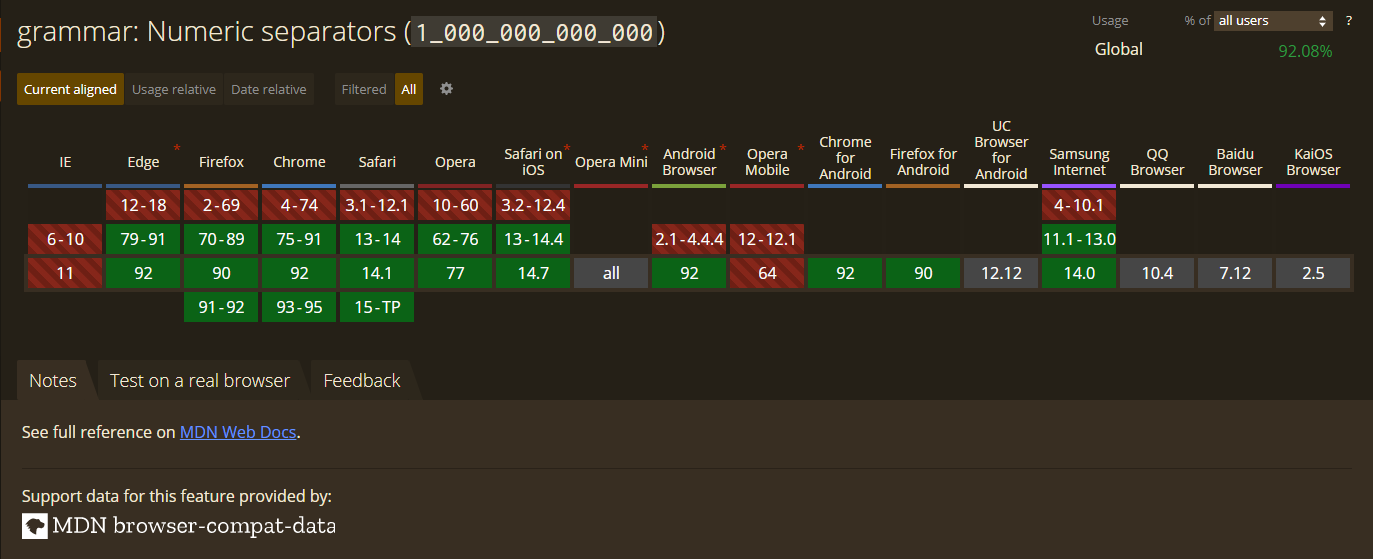 grammar: Numeric separators (1_000_000_000_000)
Usage % of all users ?
Global 92.08%
Current aligned Usage relative Date relative Filtered All
IE Edge * Firefox Chrome Safari Opera Safari on iOS * Opera Mini * Android Browser * Opera Mobile * Chrome for Android Firefox for Android UC Browser for Android Samsung Internet QQ Browser Baidu Browser KaiOS Browser
12-18 2-69 4-74 3.1-12.1 10-60 3.2-12.4 4-10.1
6-10 79-91 70-89 75-91 13-14 62-76 13-14.4 2.1-4.4.4 12-12.1 11.1-13.0
11 92 90 92 14.1 77 14.7 all 92 64 92 90 12.12 14.0 10.4 7.12 2.5
91-92 93-95 15-TP
Notes Test on a real browser Feedback
See full reference on MDN Web Docs.
Support data for this feature provided by:
MDN browser-compat-data